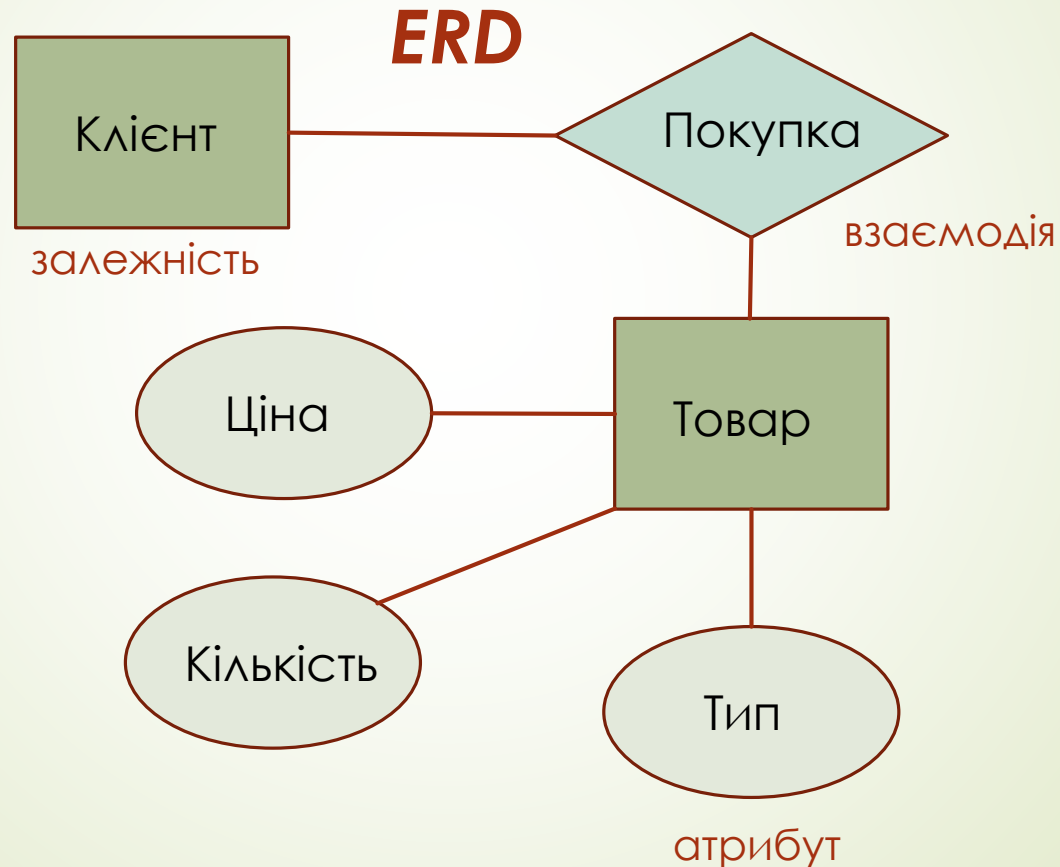 ERD
Клієнт
Покупка
залежність
взаємодія
Ціна
Товар
Кількість
Тип
атрибут